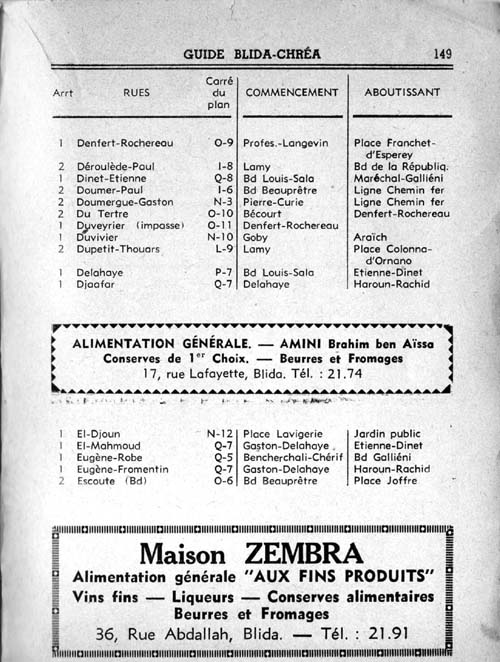 GUIDE BLIDA-CHRÉA 149
Arrt RUES Carré du plan COMMENCEMENT ABOUTISSANT
1 Denfert-Rochereau O-9 Profes.-Langevin Place Franchet-
d'Esperey
2 Déroulède-Paul I-8 Lamy Bd de la Républiq.
1 Dinet-Etienne Q-8 Bd Louis-Sala Maréchal-Galliéni
2 Doumer-Paul I-6 Bd Beauprêtre Ligne Chemin fer
2 Doumergue-Gaston N-3 Pierre-Curie Ligne Chemin fer
2 Du Tertre O-10 Bécourt Denfert-Rochereau
1 Duveyrier (impasse) O-11 Denfert-Rochereau
1 Duvivier N-10 Goby Araïch
2 Dupetit-Thouars L-9 Lamy Place Colonna-
d'Ornano
1 Delahaye P-7 Bd Louis-Sala Etienne-Dinet
1 Djaafar Q-7 Delahaye Haroun-Rachid
ALIMENTATION GÉNÉRALE. — AMINI Brahim ben Aïssa
Conserves de 1er Choix. — Beurres et Fromages
17, rue Lafayette, Blida. Tél. : 21.74
1 El-Djoun N-12 Place Lavigerie Jardin public
1 El-Mahmoud Q-7 Gaston-Delahaye Etienne-Dinet
1 Eugène-Robe Q-5 Bencherchali-Chérif Bd Galliéni
1 Eugène-Fromentin Q-7 Gaston-Delahaye Haroun-Rachid
2 Escoute (Bd) O-6 Bd Beauprêtre Place Joffre
Maison ZEMBRA
Alimentation générale "AUX FINS PRODUITS"
Vins fins — Liqueurs — Conserves alimentaires
Beurres et Fromages
36, Rue Abdallah, Blida. — Tél. : 21.91